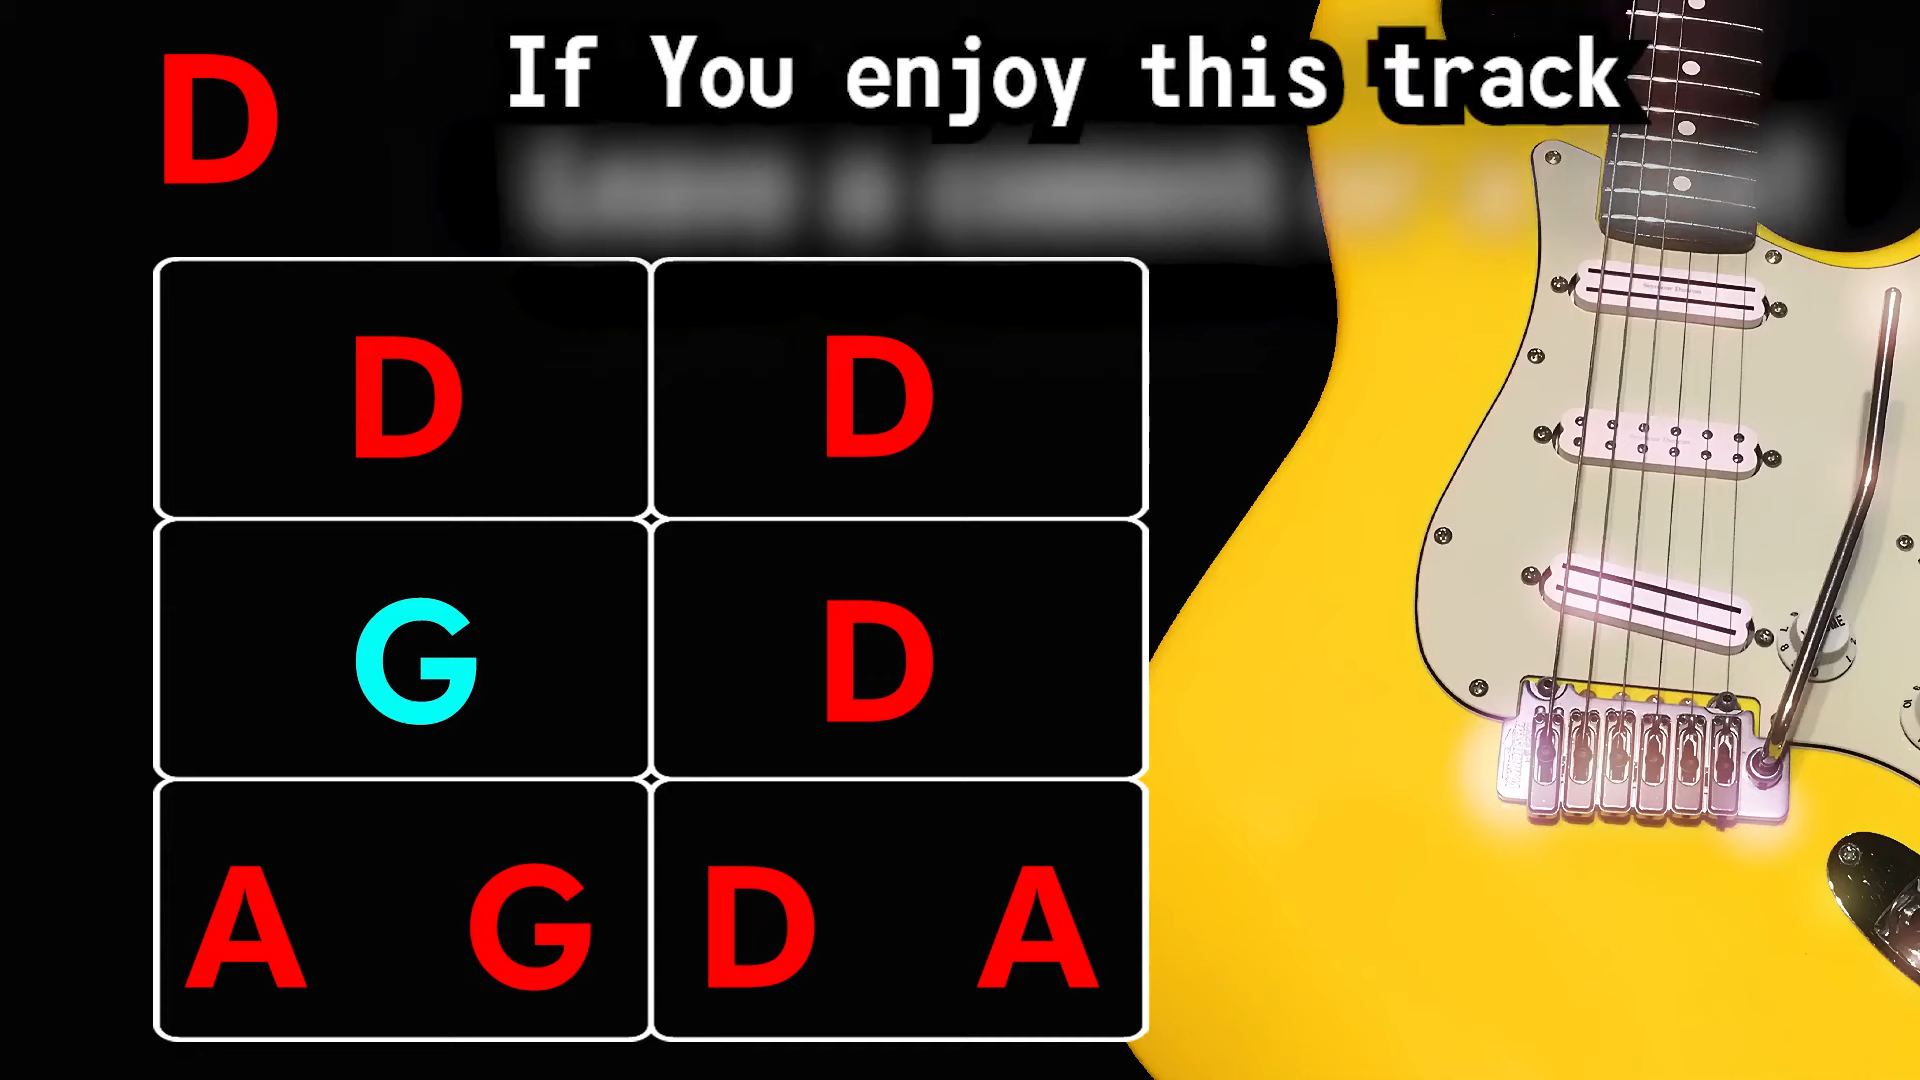 D
If You enjoy this track
D D
G D
A G D A